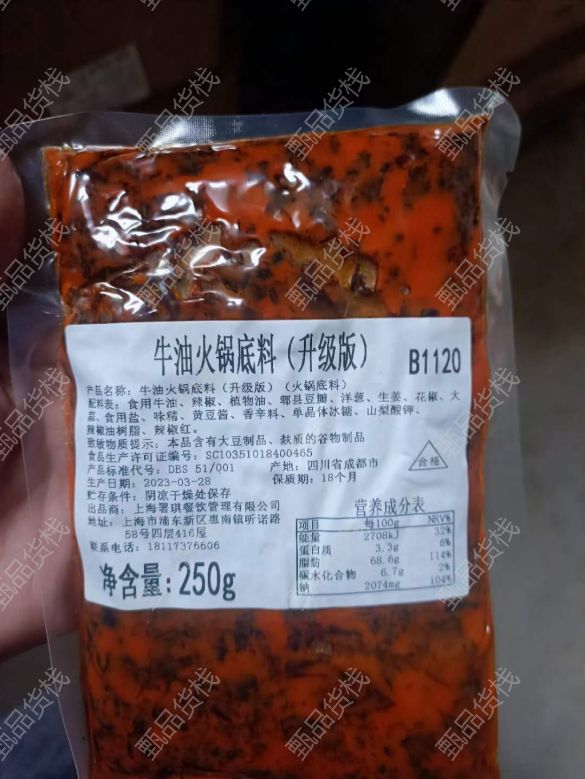 牛油火锅底料（升级版） B1120
产品名称：牛油火锅底料（升级版）（火锅底料）
配料表：食用牛油、辣椒、植物油、郫县豆瓣、洋葱、生姜、花椒、大
蒜、食用盐、味精、黄豆酱、香辛料、单晶体冰糖、山梨酸钾、
辣椒油树脂、辣椒红。
致敏物质提示：本品含有大豆制品、麸质的谷物制品
食品生产许可证编号：SC10351018400465
产品标准代号：DBS 51/001 产地：四川省成都市
合格
生产日期：2023-03-28 保质期：18个月
贮存条件：阴凉干燥处保存
出品商：上海署琪餐饮管理有限公司
地址：上海市浦东新区惠南镇听诺路
58号四层416屋
联系电话：18117376606
净含量：250g
营养成分表
项目 每100g NRV%
能量 2708kJ 32%
蛋白质 3.3g 6%
脂肪 68.6g 114%
碳水化合物 6.7g 2%
钠 2074mg 104%
甄品货栈